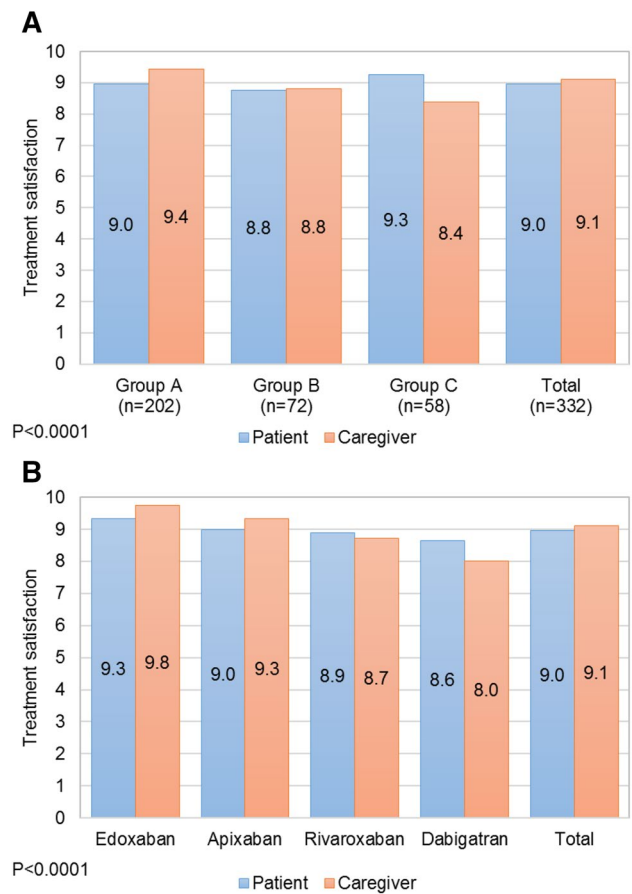 A
10
9
8
7
6
5
4
3
2
1
0
Treatment satisfaction
9.0 9.4 8.8 8.8 9.3 8.4 9.0 9.1
Group A Group B Group C Total
(n=202) (n=72) (n=58) (n=332)
P<0.0001
Patient Caregiver
B
10
9
8
7
6
5
4
3
2
1
0
Treatment satisfaction
9.3 9.8 9.0 9.3 8.9 8.7 8.6 8.0 9.0 9.1
Edoxaban Apixaban Rivaroxaban Dabigatran Total
P<0.0001
Patient Caregiver